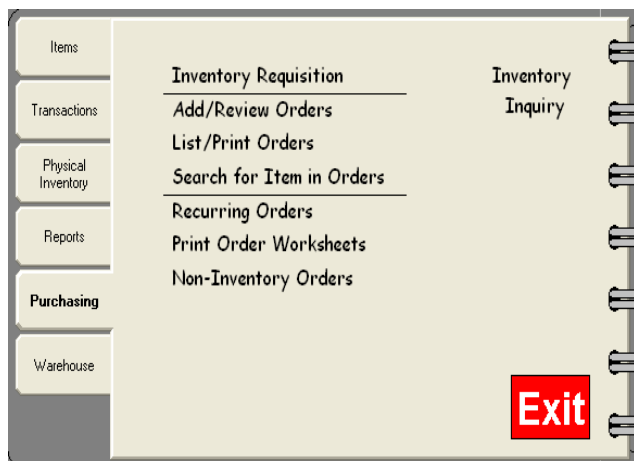 Items
Transactions
Physical
Inventory
Reports
Purchasing
Warehouse
Inventory Requisition
Add/Review Orders
List/Print Orders
Search for Item in Orders
Recurring Orders
Print Order Worksheets
Non-Inventory Orders
Inventory
Inquiry
Exit